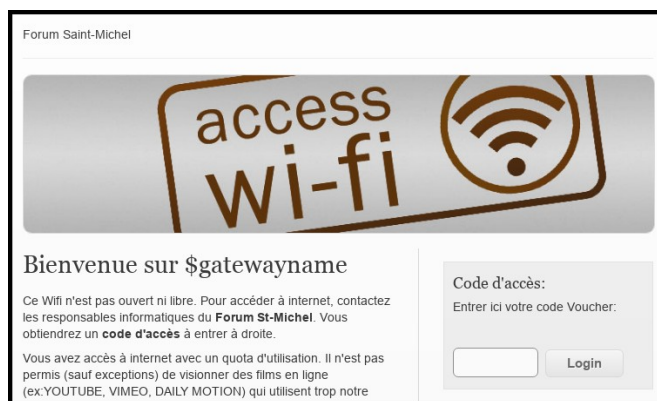 Forum Saint-Michel
access
wi-fi
Bienvenue sur $gatewayname
Ce Wifi n'est pas ouvert ni libre. Pour accéder à internet, contactez
les responsables informatiques du Forum St-Michel. Vous
obtiendrez un code d'accès à entrer à droite.
Vous avez accès à internet avec un quota d'utilisation. Il n'est pas
permis (sauf exceptions) de visionner des films en ligne
(ex:YOUTUBE, VIMEO, DAILY MOTION) qui utilisent trop notre
Code d'accès:
Entrer ici votre code Voucher:
Login